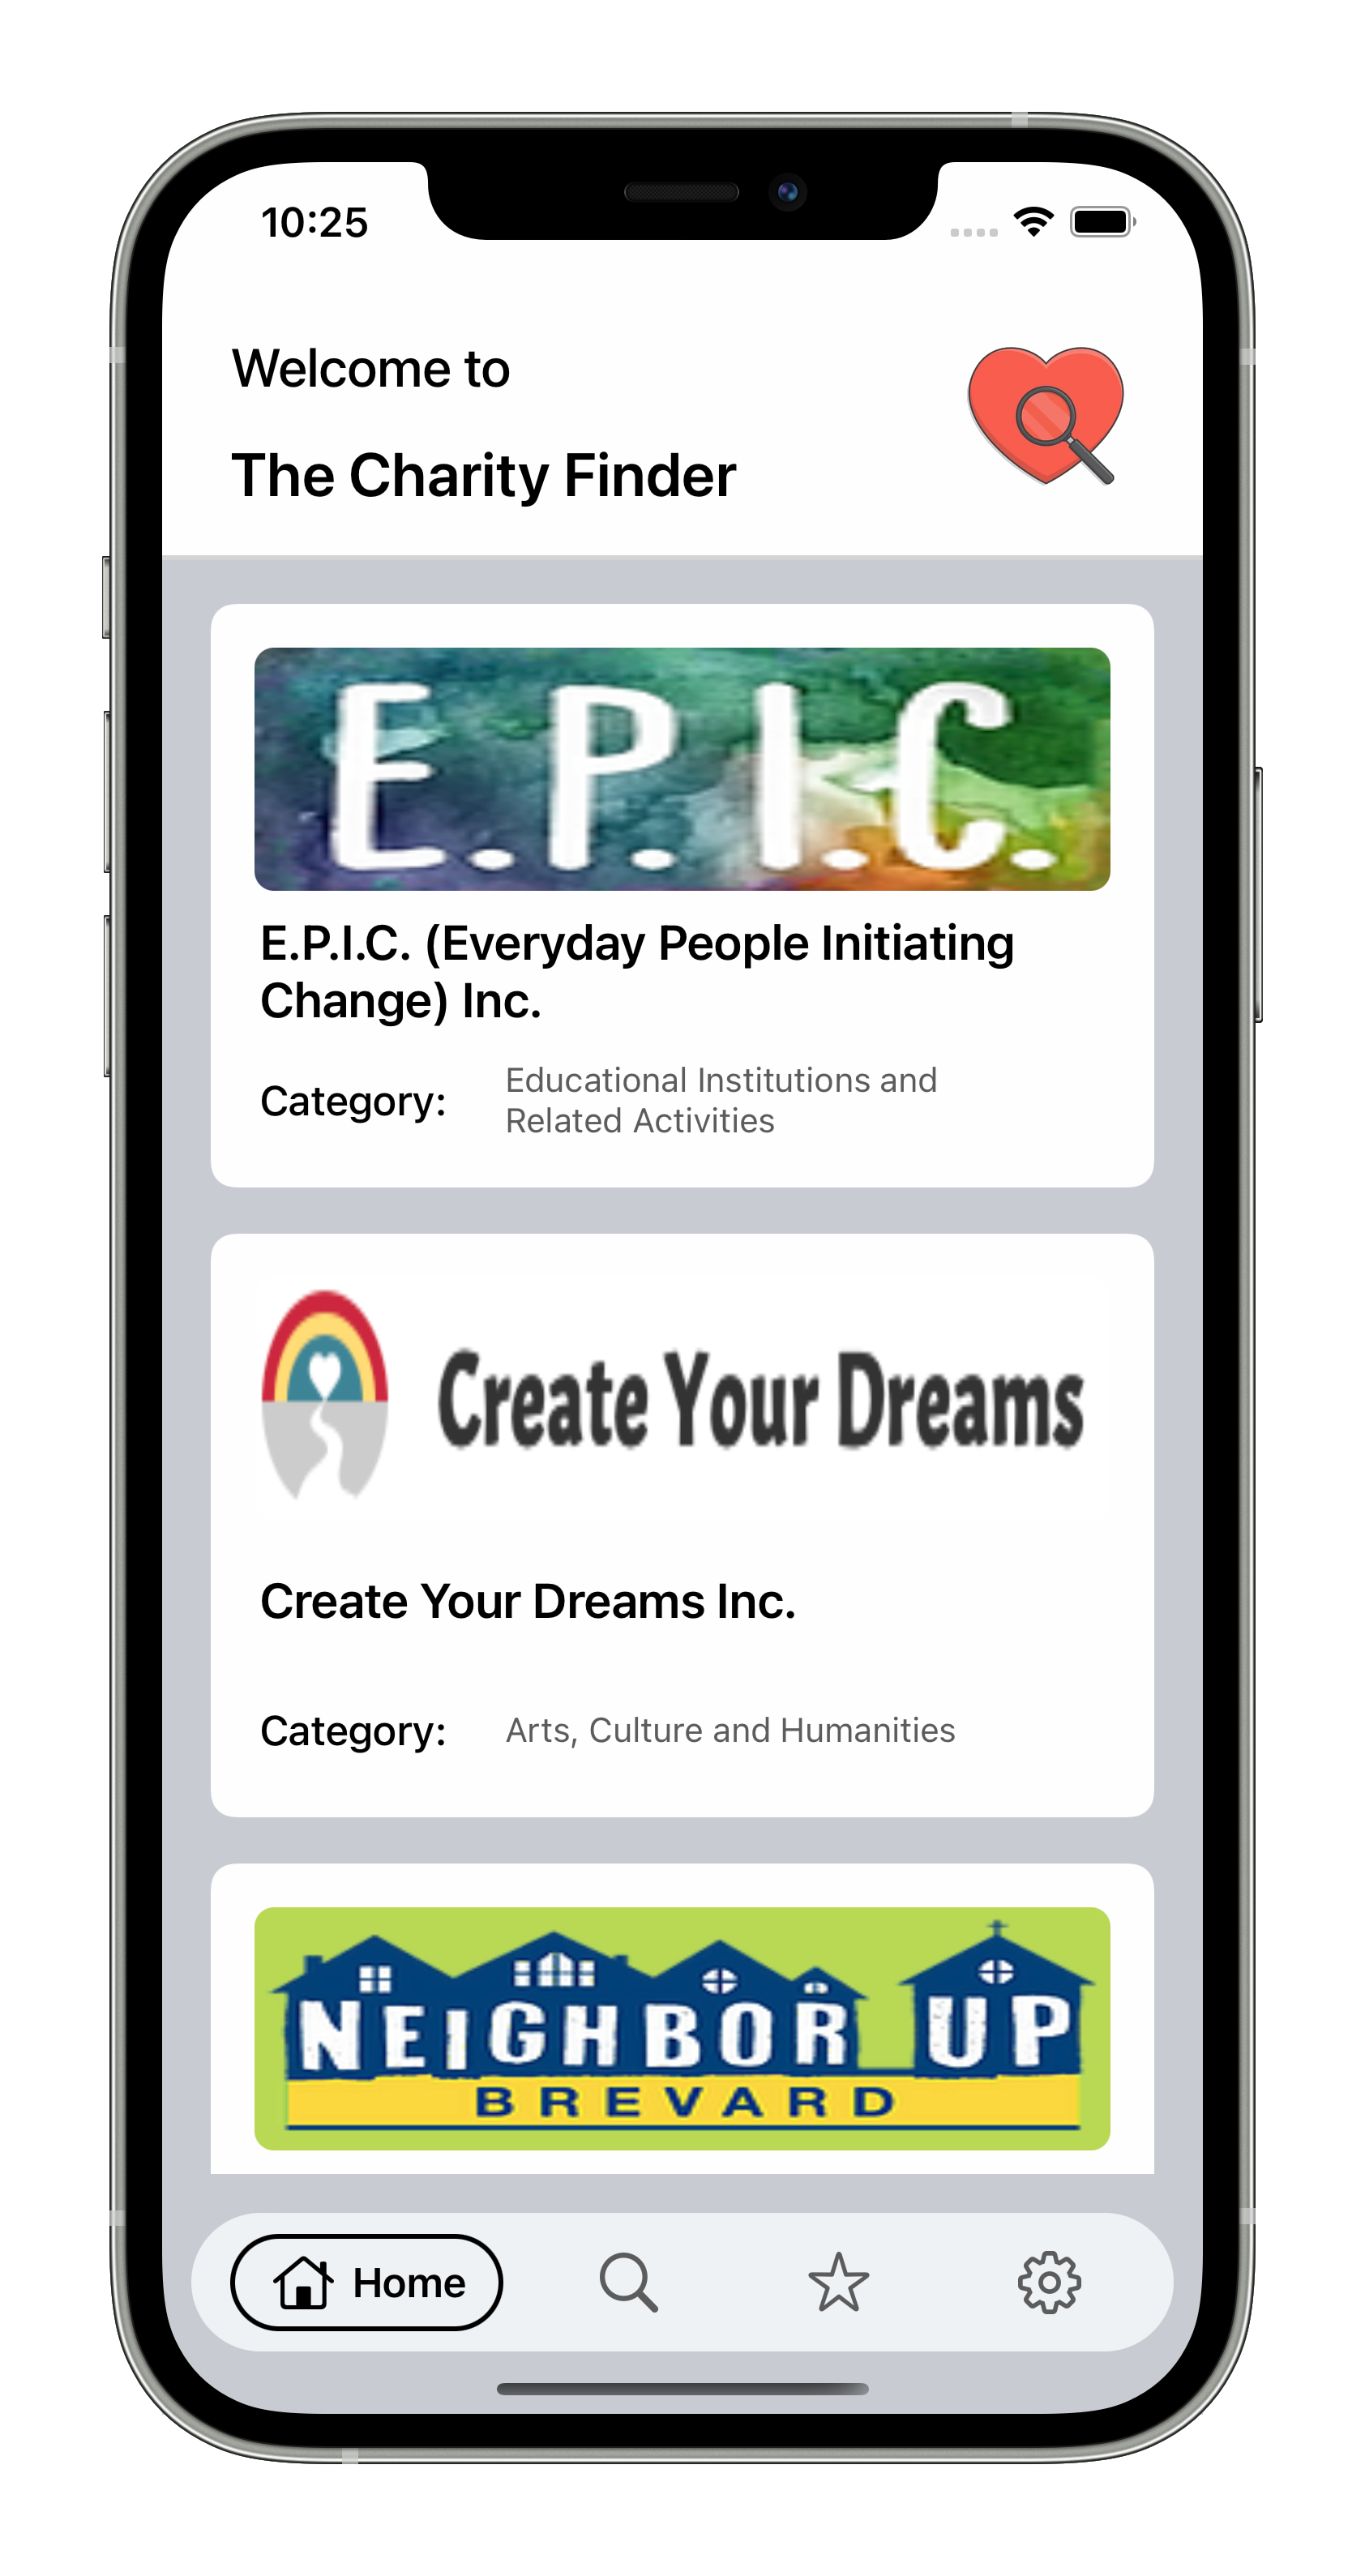 10:25
Welcome to
The Charity Finder
E.P.I.C.
E.P.I.C. (Everyday People Initiating
Change) Inc.
Category:
Educational Institutions and
Related Activities
Create Your Dreams
Create Your Dreams Inc.
Category:
Arts, Culture and Humanities
NEIGHBOR UP
BREVARD
Home